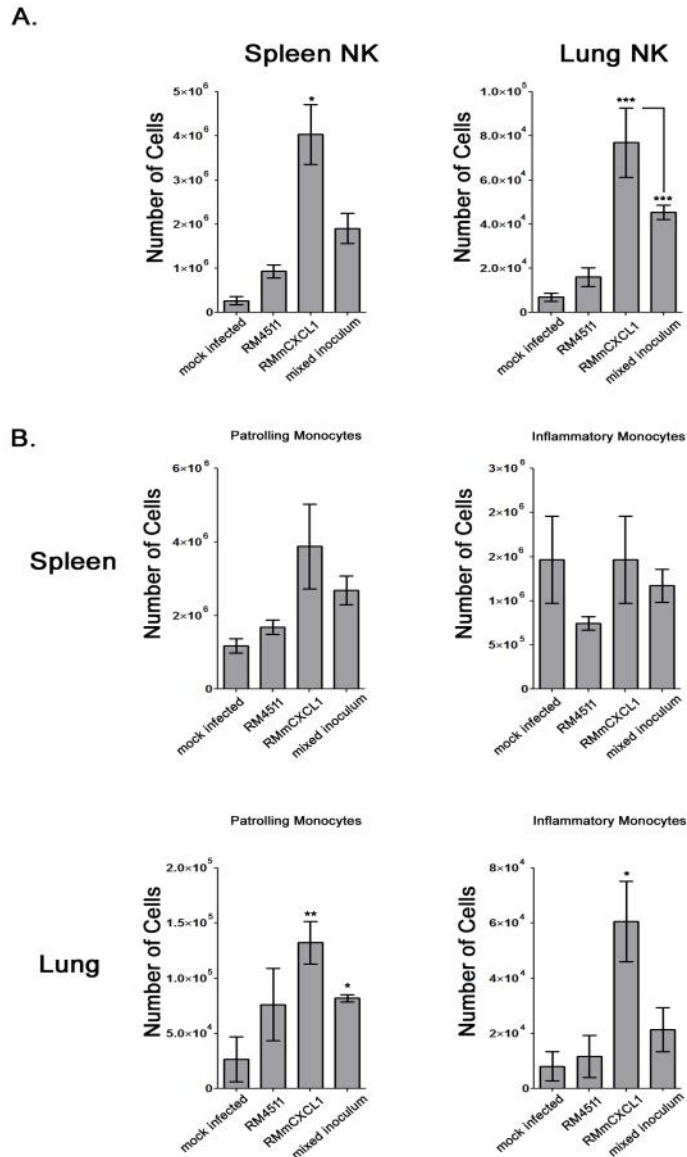 A.
Spleen NK
Lung NK
Number of Cells
5×10⁶
4×10⁶
3×10⁶
2×10⁶
1×10⁶
0
*
mock infected
RM4511
RMmCXCL1
mixed inoculum
Number of Cells
1.0×10⁵
8.0×10⁴
6.0×10⁴
4.0×10⁴
2.0×10⁴
0
***
***
mock infected
RM4511
RMmCXCL1
mixed inoculum
B.
Spleen
Patrolling Monocytes
Number of Cells
6×10⁶
4×10⁶
2×10⁶
0
mock infected
RM4511
RMmCXCL1
mixed inoculum
Inflammatory Monocytes
Number of Cells
3×10⁶
2×10⁶
2×10⁶
1×10⁶
5×10⁵
0
mock infected
RM4511
RMmCXCL1
mixed inoculum
Lung
Patrolling Monocytes
Number of Cells
2.0×10⁵
1.5×10⁵
1.0×10⁵
5.0×10⁴
0
**
*
mock infected
RM4511
RMmCXCL1
mixed inoculum
Inflammatory Monocytes
Number of Cells
8×10⁴
6×10⁴
4×10⁴
2×10⁴
0
*
mock infected
RM4511
RMmCXCL1
mixed inoculum